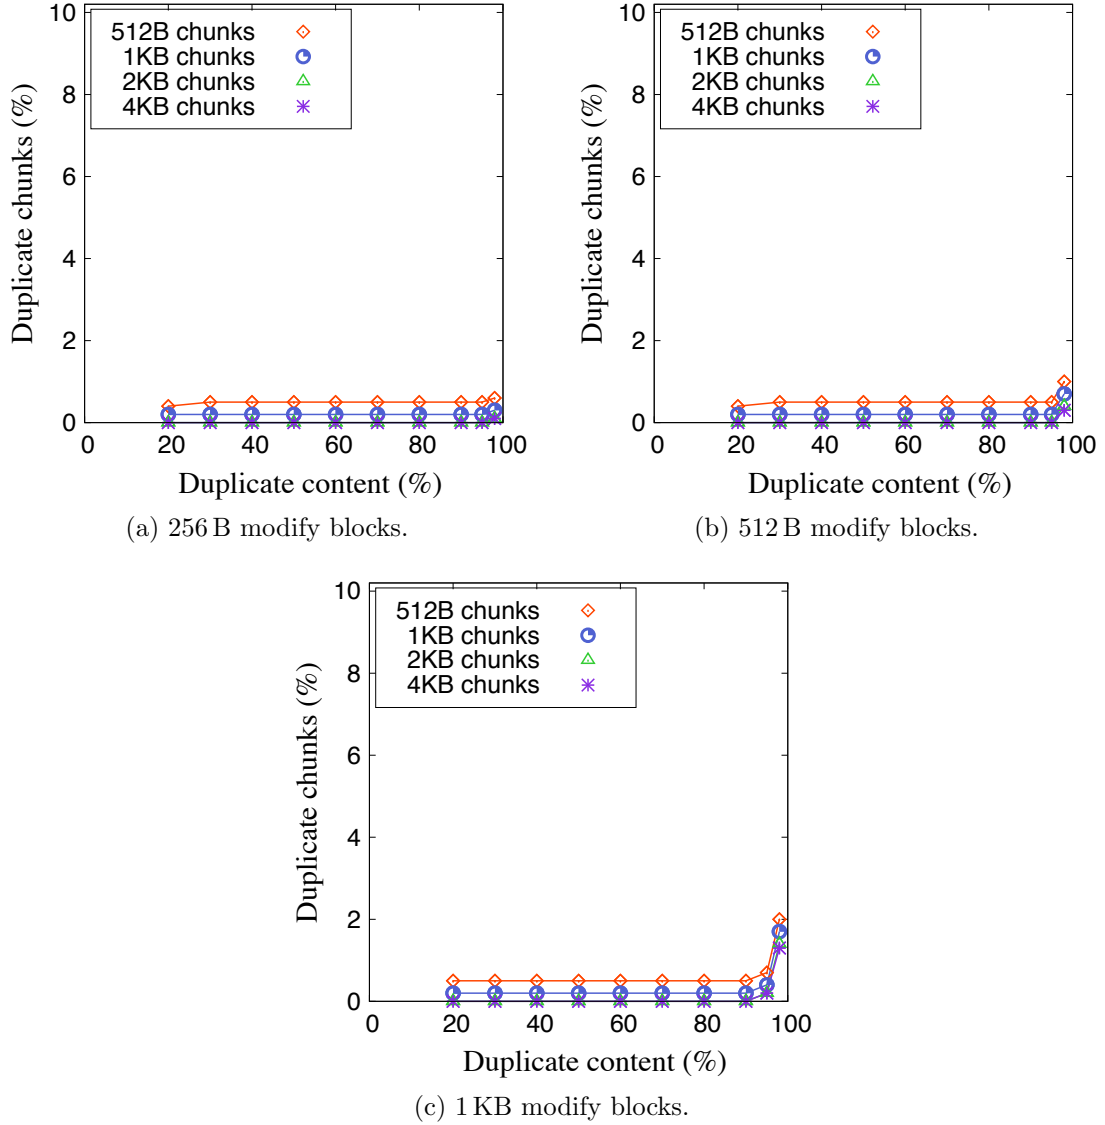 10
8
6
4
2
0
Duplicate chunks (%)
512B chunks
1KB chunks
2KB chunks
4KB chunks
0 20 40 60 80 100
Duplicate content (%)
(a) 256 B modify blocks.
10
8
6
4
2
0
Duplicate chunks (%)
512B chunks
1KB chunks
2KB chunks
4KB chunks
0 20 40 60 80 100
Duplicate content (%)
(b) 512 B modify blocks.
10
8
6
4
2
0
Duplicate chunks (%)
512B chunks
1KB chunks
2KB chunks
4KB chunks
0 20 40 60 80 100
Duplicate content (%)
(c) 1 KB modify blocks.